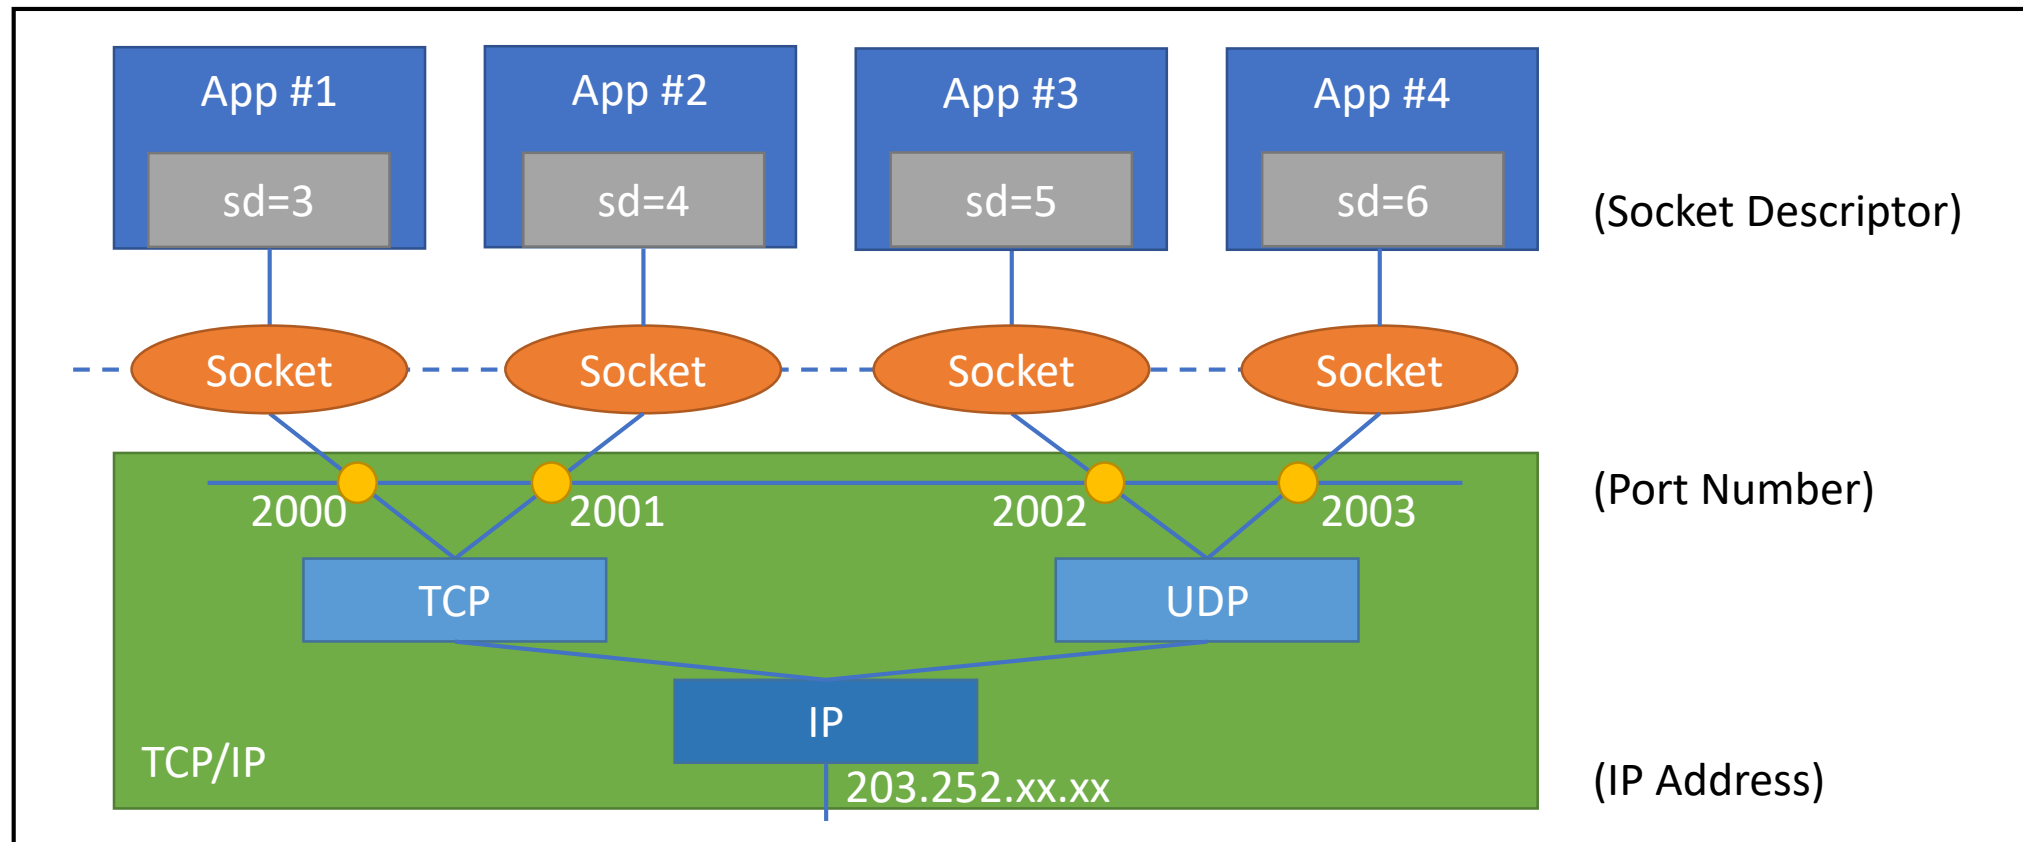 App #1
App #2
App #3
App #4
sd=3
sd=4
sd=5
sd=6
(Socket Descriptor)
Socket
Socket
Socket
Socket
2000
2001
2002
2003
(Port Number)
TCP
UDP
IP
TCP/IP
203.252.xx.xx
(IP Address)